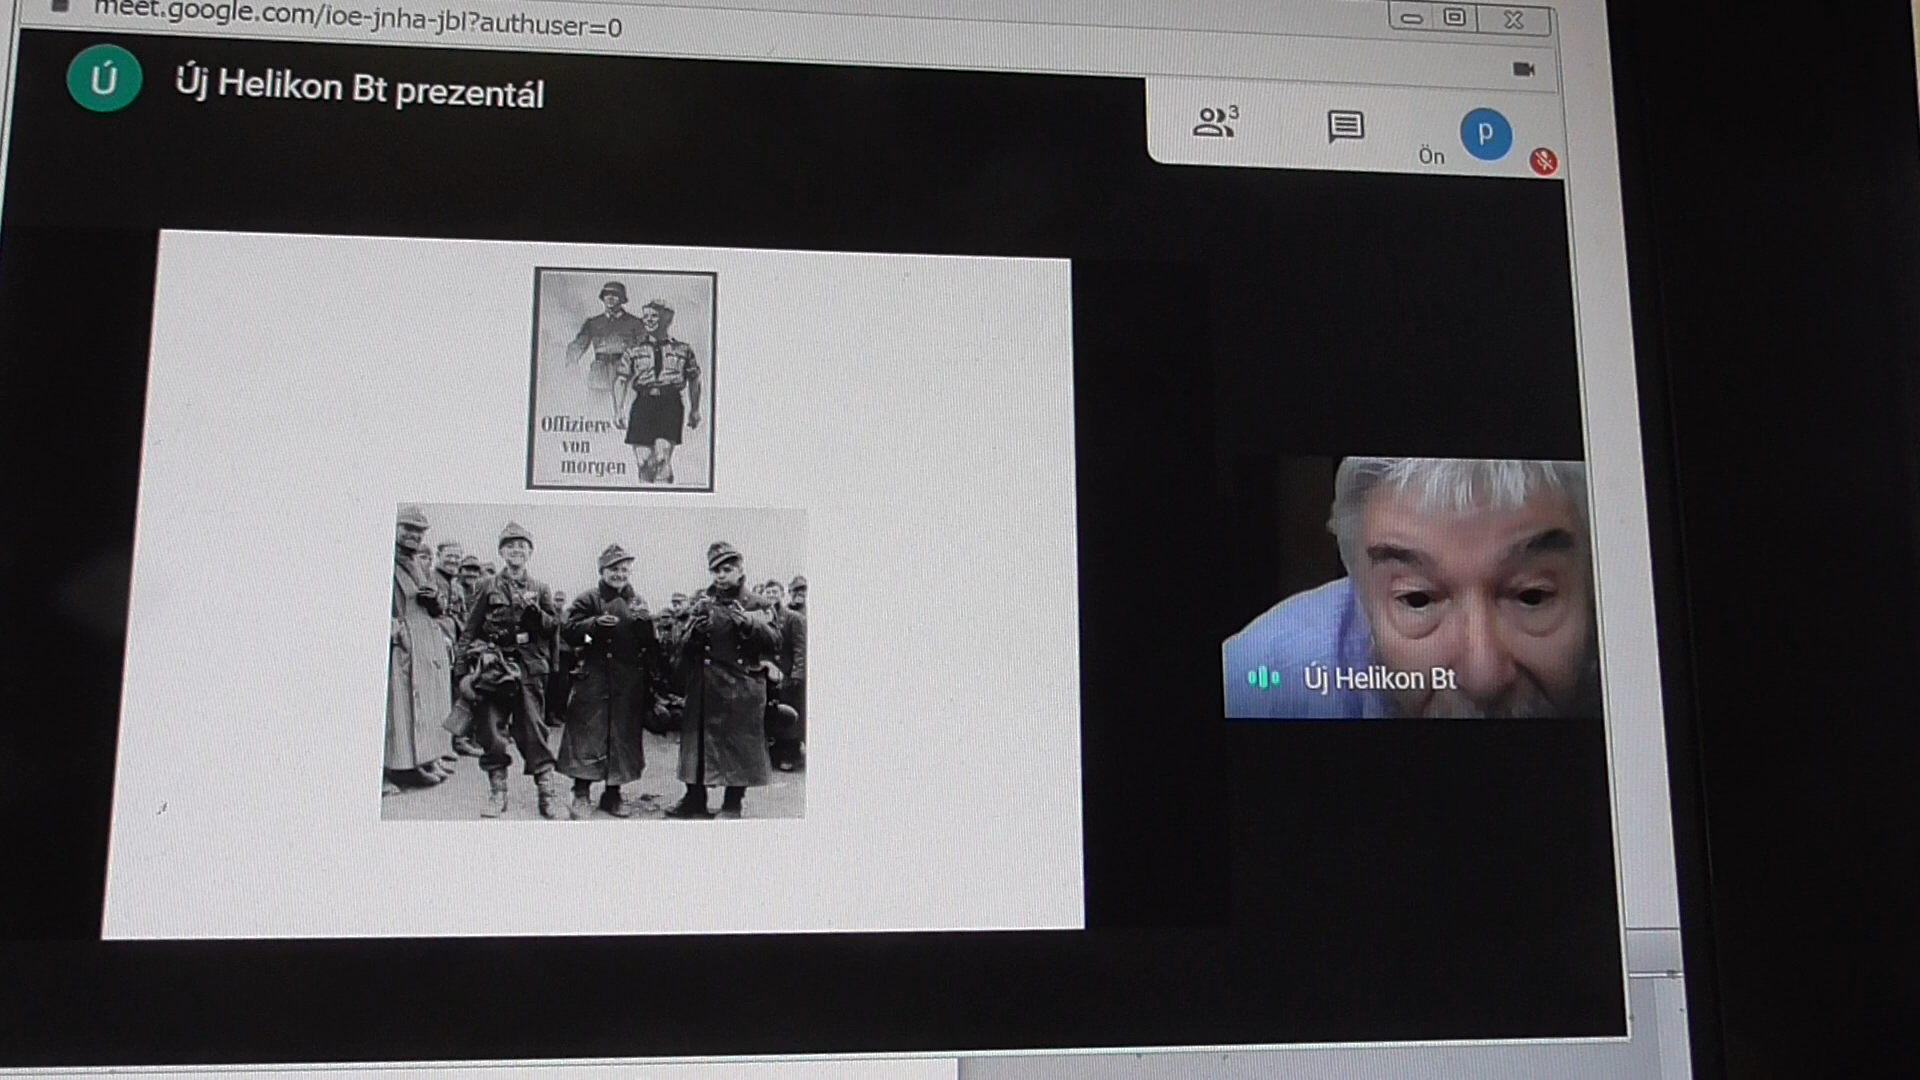 meet.google.com/ioe-jnha-jbl?authuser=0
Ú
Új Helikon Bt prezentál
3
Ön
p
Offiziere
von
morgen
Új Helikon Bt